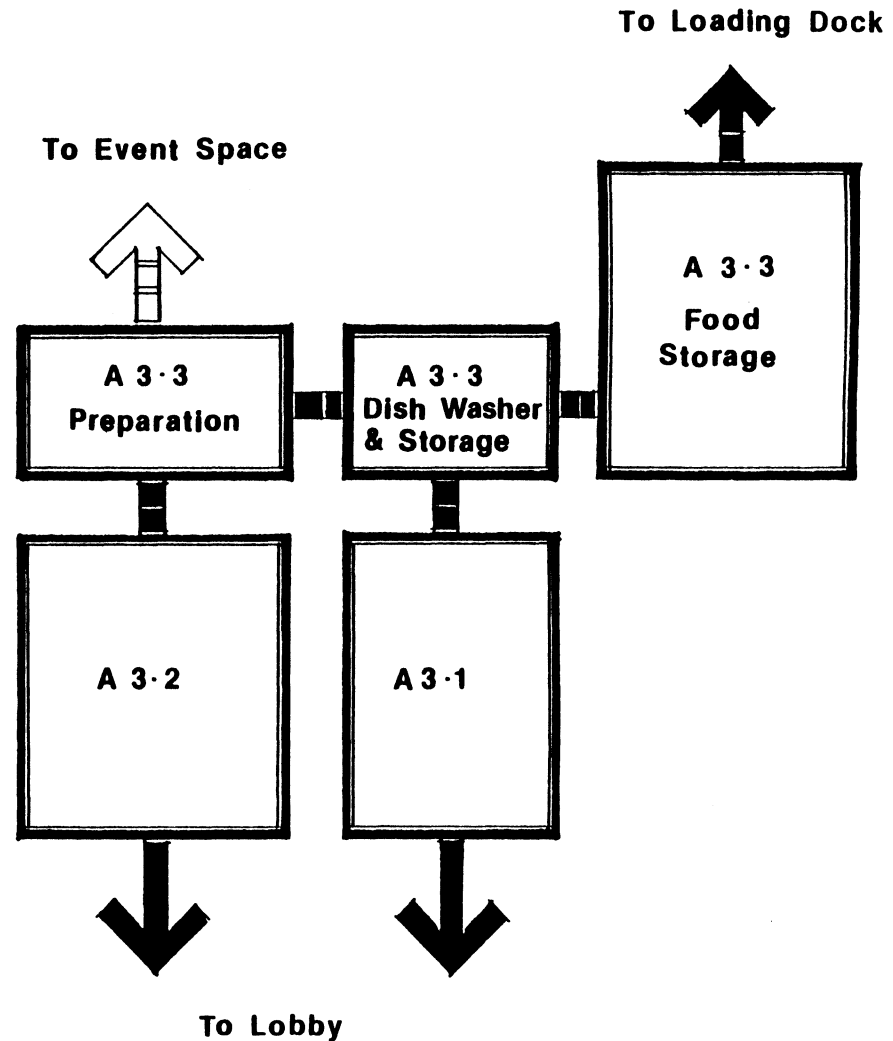 To Loading Dock
To Event Space
A 3·3
Food
Storage
A 3·3
Preparation
A 3·3
Dish Washer
& Storage
A 3·2
A 3·1
To Lobby